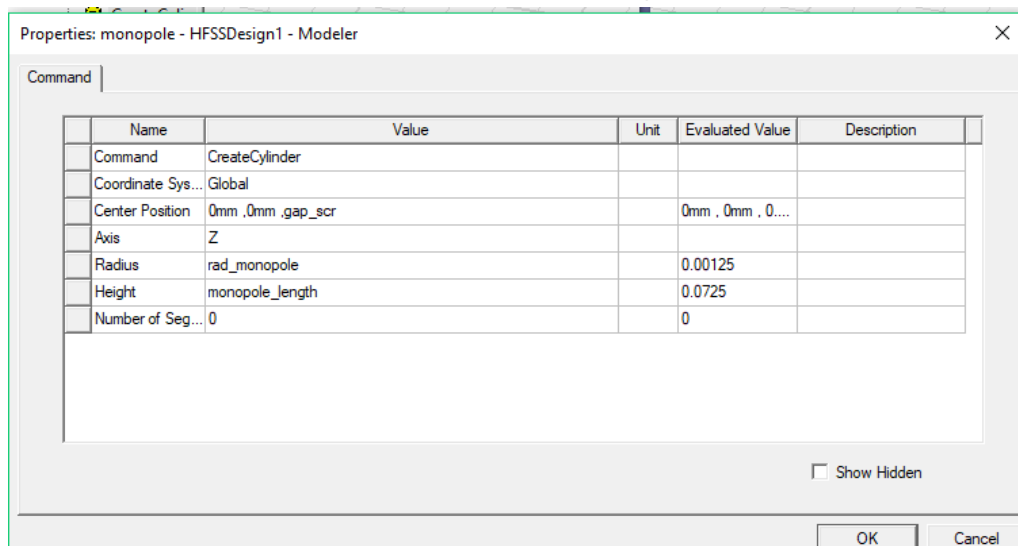 Properties: monopole - HFSSDesign1 - Modeler
Command
Name Value Unit Evaluated Value Description
Command CreateCylinder
Coordinate Sys... Global
Center Position 0mm ,0mm ,gap_scr 0mm , 0mm , 0....
Axis Z
Radius rad_monopole 0.00125
Height monopole_length 0.0725
Number of Seg... 0 0
Show Hidden
OK Cancel